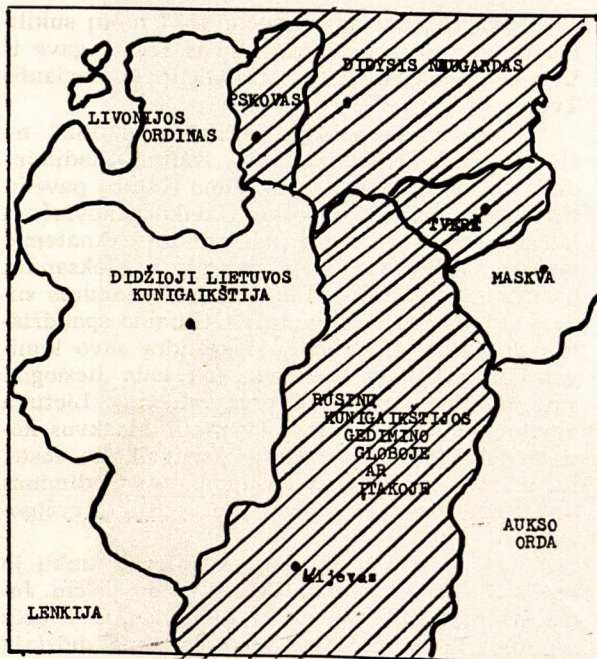 DIDYSIS NAUGARDAS
PSKOVAS
LIVONIJOS
ORDINAS
TVERĖ
DIDŽIOJI LIETUVOS
KUNIGAIKŠTIJA
MASKVA
RUSINŲ
KUNIGAIKŠTIJOS
GEDIMINO
GLOBOJE
AR
ĮTAKOJE
AUKSO
ORDA
Kijevas
LENKIJA